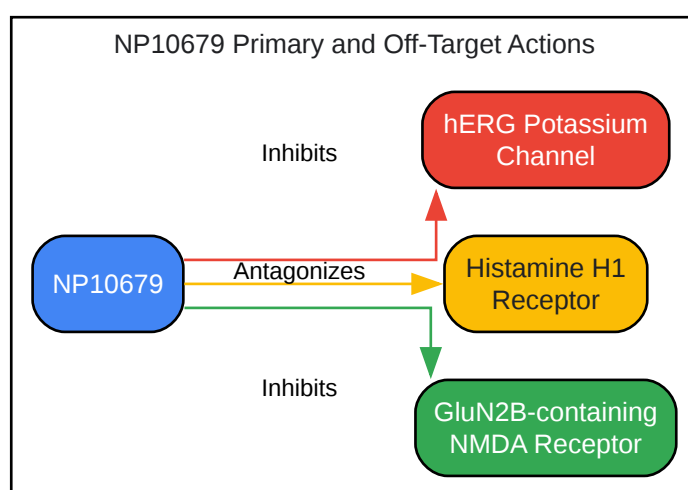 NP10679 Primary and Off-Target Actions
hERG Potassium
Channel
Inhibits
NP10679
Antagonizes
Histamine H1
Receptor
Inhibits
GluN2B-containing
NMDA Receptor